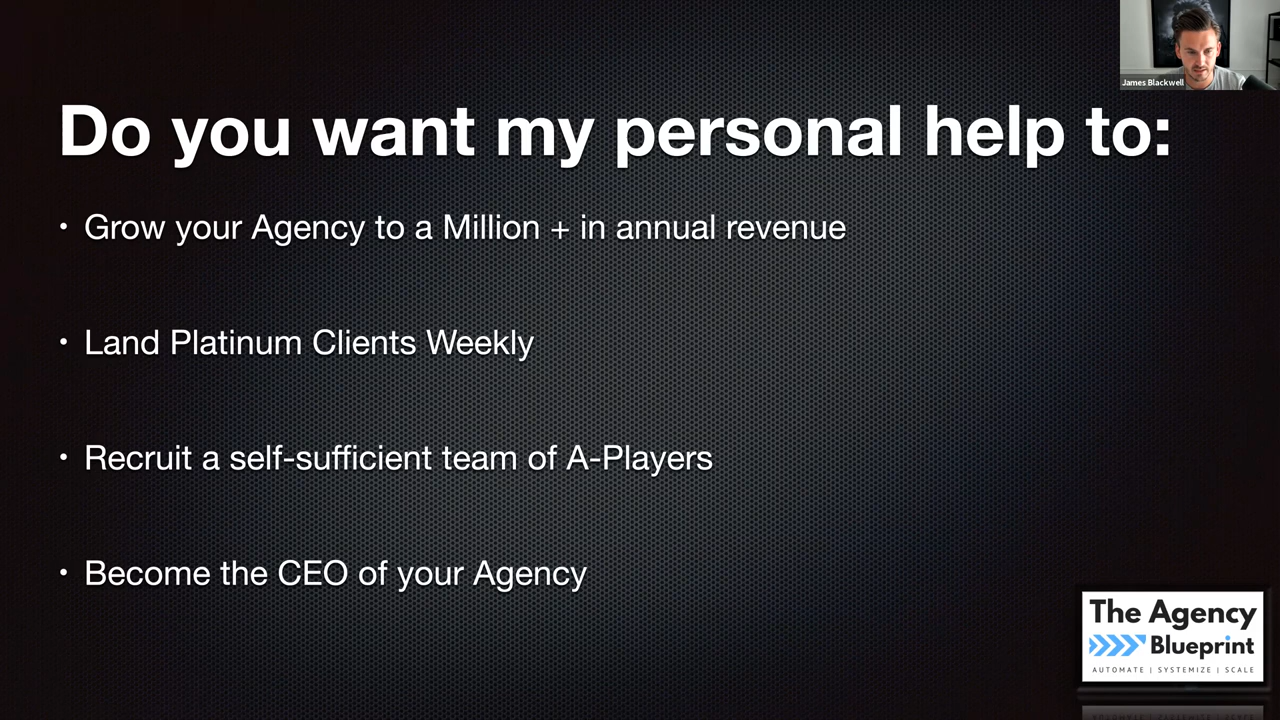 James Blackwell
Do you want my personal help to:
• Grow your Agency to a Million + in annual revenue
• Land Platinum Clients Weekly
• Recruit a self-sufficient team of A-Players
• Become the CEO of your Agency
The Agency
Blueprint
AUTOMATE | SYSTEMIZE | SCALE